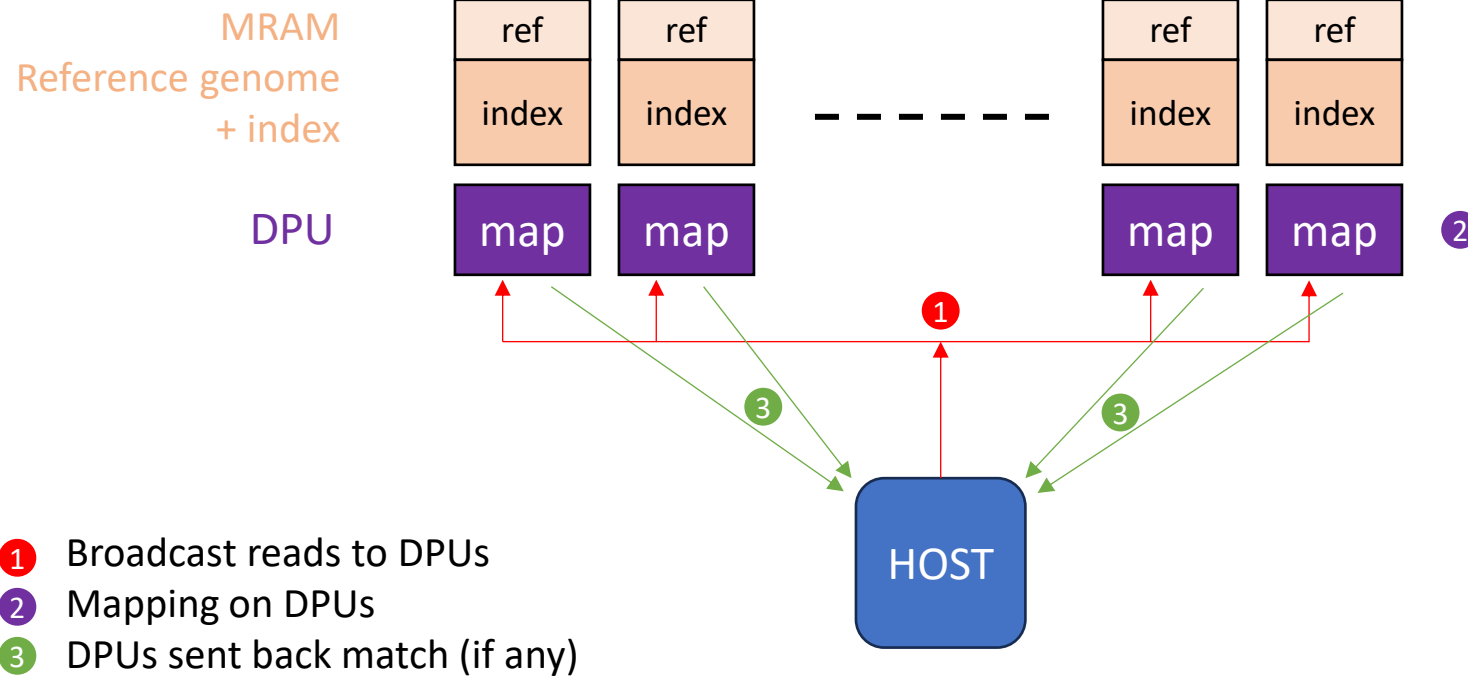 MRAM
Reference genome
+ index
ref
ref
ref
ref
index
index
index
index
DPU
map
map
map
map
2
1
3
3
HOST
1 Broadcast reads to DPUs
2 Mapping on DPUs
3 DPUs sent back match (if any)